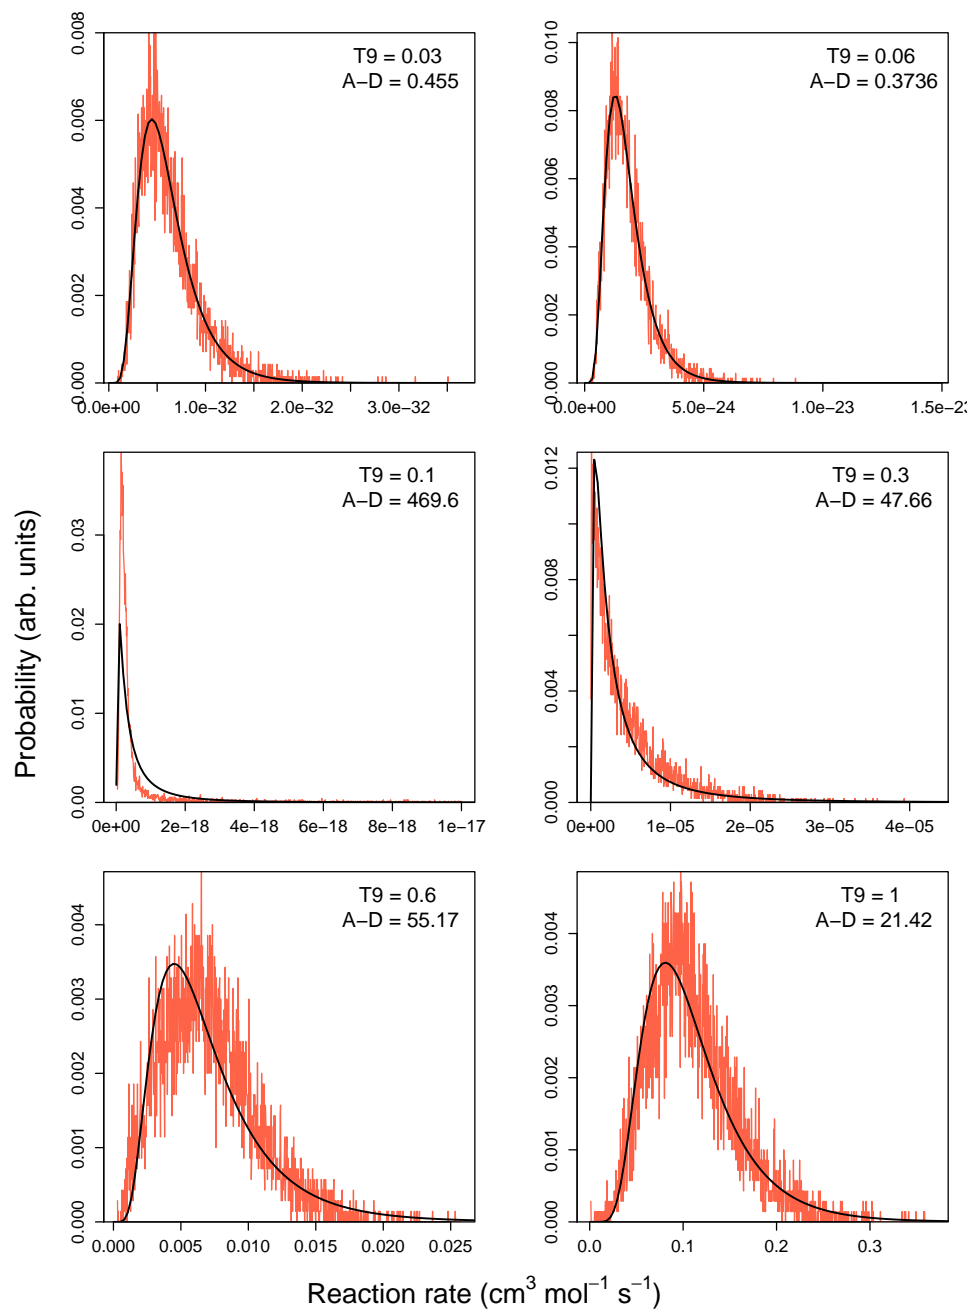 T9 = 0.03
A−D = 0.455
0.000
0.002
0.004
0.006
0.008
0.0e+00
1.0e−32
2.0e−32
3.0e−32
T9 = 0.06
A−D = 0.3736
0.000
0.002
0.004
0.006
0.008
0.010
0.0e+00
5.0e−24
1.0e−23
1.5e−23
T9 = 0.1
A−D = 469.6
0.00
0.01
0.02
0.03
0e+00
2e−18
4e−18
6e−18
8e−18
1e−17
T9 = 0.3
A−D = 47.66
0.000
0.004
0.008
0.012
0e+00
1e−05
2e−05
3e−05
4e−05
T9 = 0.6
A−D = 55.17
0.000
0.001
0.002
0.003
0.004
0.000
0.005
0.010
0.015
0.020
0.025
T9 = 1
A−D = 21.42
0.000
0.001
0.002
0.003
0.004
0.0
0.1
0.2
0.3
Probability (arb. units)
Reaction rate (cm³ mol⁻¹ s⁻¹)